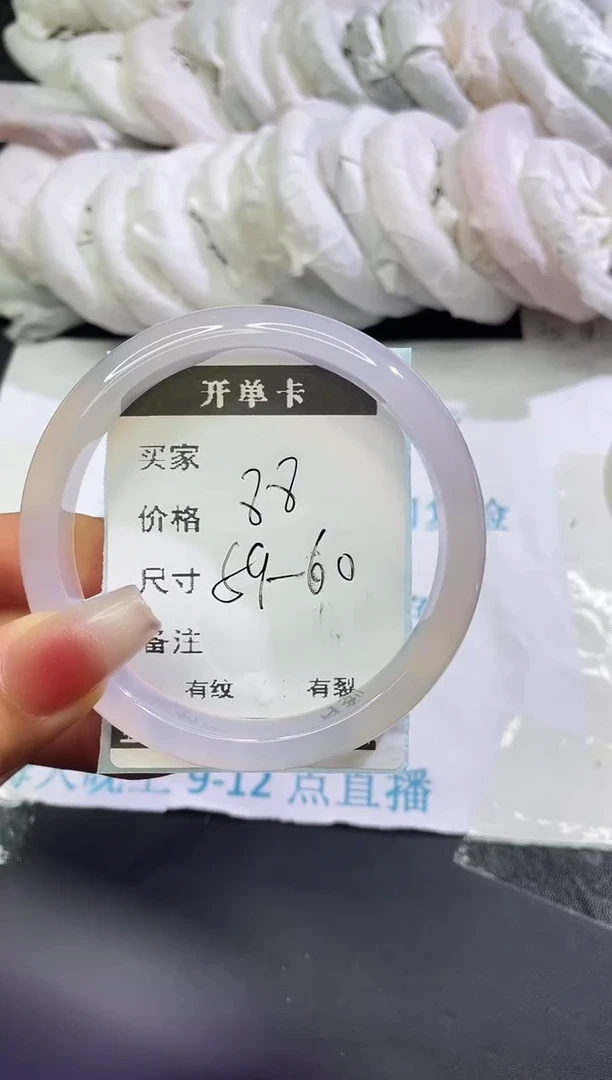 开单卡
买家
价格 88
尺寸 59-60
备注
有纹 有裂
9-12 点直播